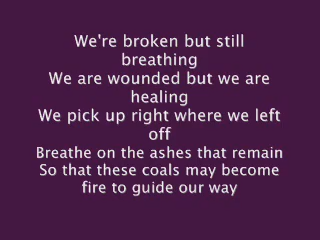 We're broken but still
breathing
We are wounded but we are
healing
We pick up right where we left
off
Breathe on the ashes that remain
So that these coals may become
fire to guide our way